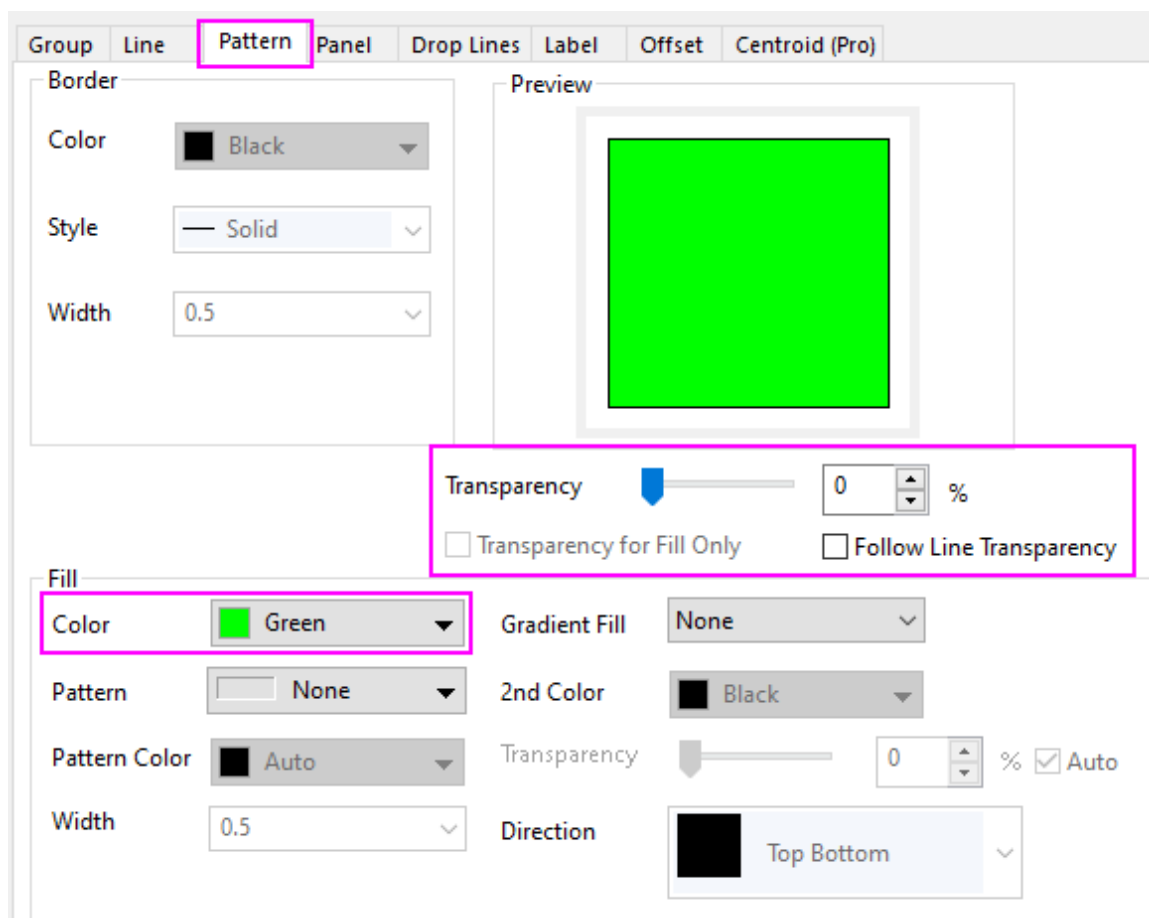 Group Line Pattern Panel Drop Lines Label Offset Centroid (Pro)
Border
Preview
Color Black
Style Solid
Width 0.5
Transparency 0 %
Transparency for Fill Only Follow Line Transparency
Fill
Color Green Gradient Fill None
Pattern None 2nd Color Black
Pattern Color Auto Transparency 0 % Auto
Width 0.5 Direction Top Bottom